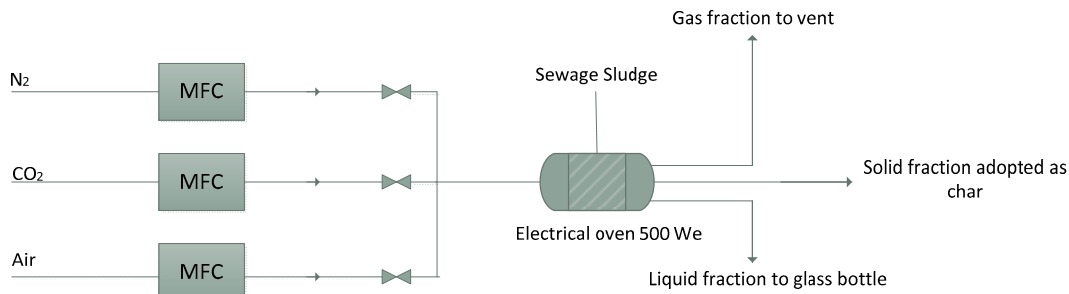 Gas fraction to vent
Sewage Sludge
N2
MFC
CO2
MFC
Solid fraction adopted as
char
Electrical oven 500 We
Air
MFC
Liquid fraction to glass bottle